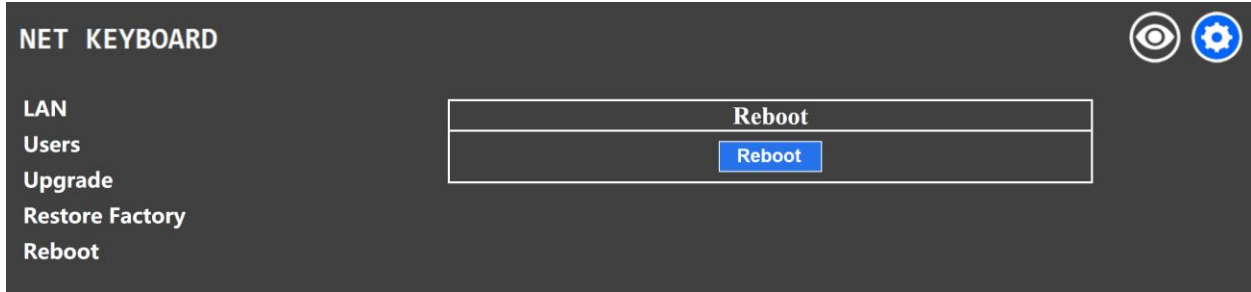 NET KEYBOARD
LAN
Users
Upgrade
Restore Factory
Reboot
Reboot
Reboot